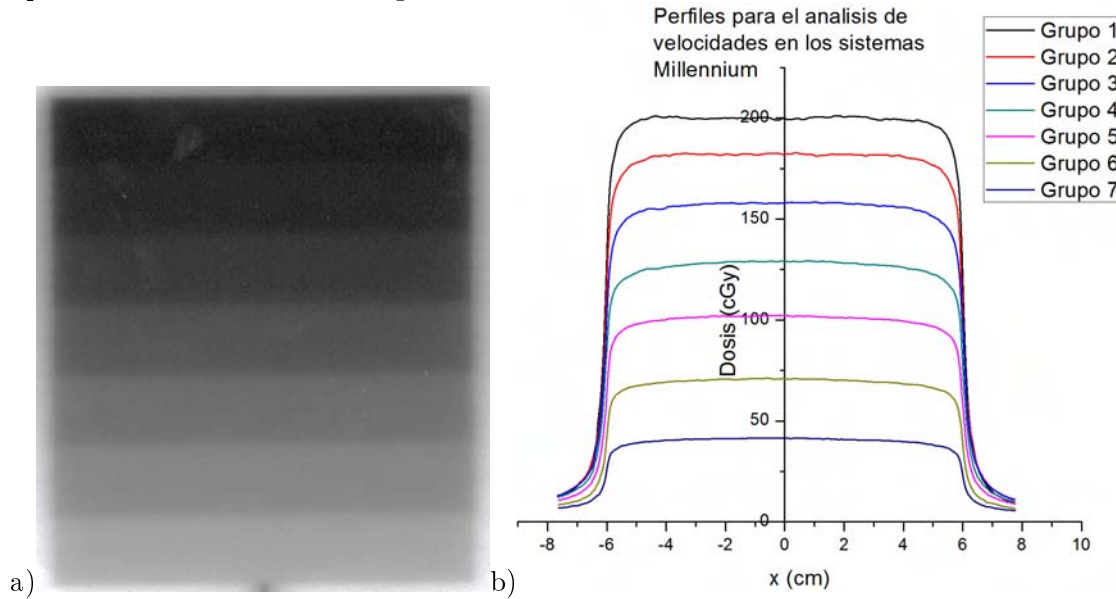 Perfiles para el analisis de
velocidades en los sistemas
Millennium
Grupo 1
Grupo 2
Grupo 3
Grupo 4
Grupo 5
Grupo 6
Grupo 7
200
150
100
50
0
Dosis (cGy)
-8 -6 -4 -2 0 2 4 6 8 10
x (cm)
a) b)